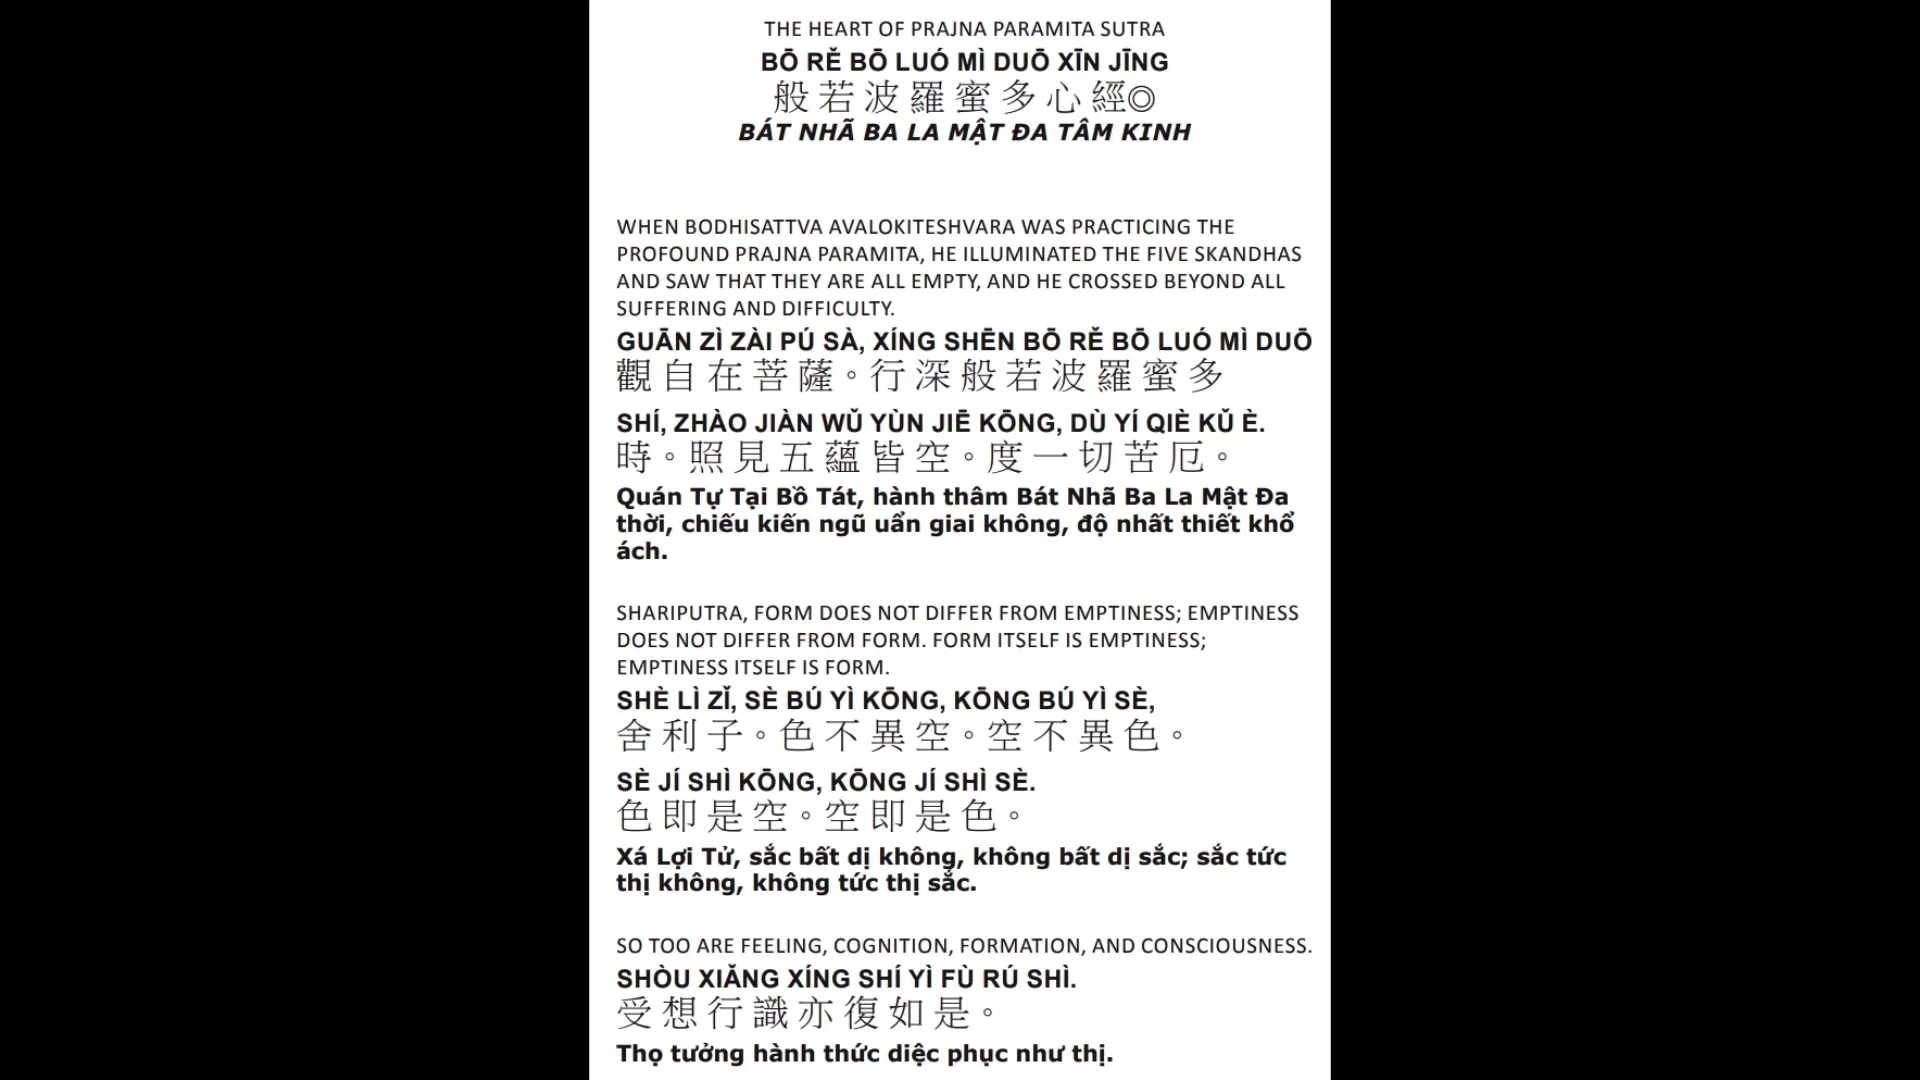 THE HEART OF PRAJNA PARAMITA SUTRA
BŌ RĚ BŌ LUÓ MÌ DUŌ XĪN JĪNG
般若波羅蜜多心經◎
BÁT NHÃ BA LA MẬT ĐA TÂM KINH
WHEN BODHISATTVA AVALOKITESHVARA WAS PRACTICING THE
PROFOUND PRAJNA PARAMITA, HE ILLUMINATED THE FIVE SKANDHAS
AND SAW THAT THEY ARE ALL EMPTY, AND HE CROSSED BEYOND ALL
SUFFERING AND DIFFICULTY.
GUĀN ZÌ ZÀI PÚ SÀ, XÍNG SHĒN BŌ RĚ BŌ LUÓ MÌ DUŌ
觀自在菩薩。行深般若波羅蜜多
SHÍ, ZHÀO JIÀN WǓ YÙN JIĒ KŌNG, DÙ YÍ QIÈ KǓ È.
時。照見五蘊皆空。度一切苦厄。
Quán Tự Tại Bồ Tát, hành thâm Bát Nhã Ba La Mật Đa
thời, chiếu kiến ngũ uẩn giai không, độ nhất thiết khổ
ách.
SHARIPUTRA, FORM DOES NOT DIFFER FROM EMPTINESS; EMPTINESS
DOES NOT DIFFER FROM FORM. FORM ITSELF IS EMPTINESS;
EMPTINESS ITSELF IS FORM.
SHÈ LÌ ZǏ, SÈ BÚ YÌ KŌNG, KŌNG BÚ YÌ SÈ,
舍利子。色不異空。空不異色。
SÈ JÍ SHÌ KŌNG, KŌNG JÍ SHÌ SÈ.
色即是空。空即是色。
Xá Lợi Tử, sắc bất dị không, không bất dị sắc; sắc tức
thị không, không tức thị sắc.
SO TOO ARE FEELING, COGNITION, FORMATION, AND CONSCIOUSNESS.
SHÒU XIǍNG XÍNG SHÍ YÌ FÙ RÚ SHÌ.
受想行識亦復如是。
Thọ tưởng hành thức diệc phục như thị.